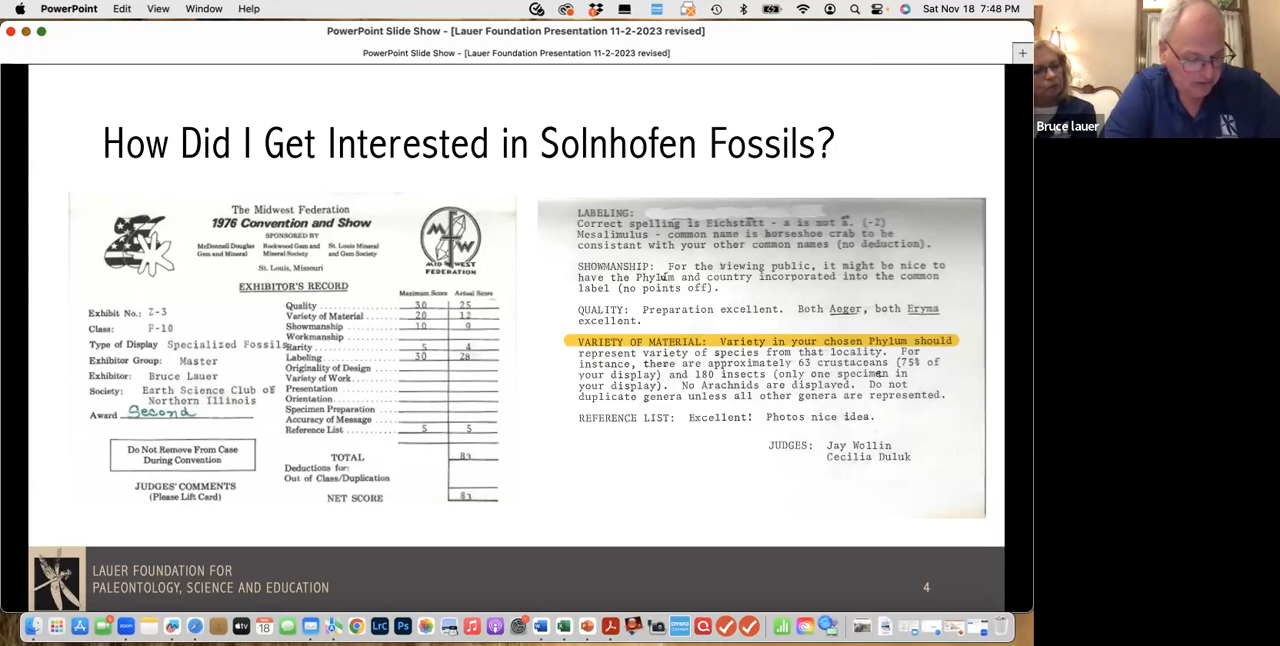 PowerPoint Edit View Window Help Sat Nov 18 7:48 PM
PowerPoint Slide Show - [Lauer Foundation Presentation 11-2-2023 revised]
PowerPoint Slide Show - [Lauer Foundation Presentation 11-2-2023 revised]
Bruce lauer
How Did I Get Interested in Solnhofen Fossils?
The Midwest Federation
1976 Convention and Show
SPONSORED BY
McDonnell Douglas Rockwood Gem and St. Louis Mineral
Gem and Mineral Mineral Society and Gem Society
St. Louis, Missouri
MWF
MIDWEST
FEDERATION
EXHIBITOR'S RECORD
Maximum Score Actual Score
Exhibit No.: Z-3
Class: F-10
Type of Display Specialized Fossils
Exhibitor Group: Master
Exhibitor: Bruce Lauer
Society: Earth Science Club of
Northern Illinois
Award Second
Do Not Remove From Case
During Convention
JUDGES' COMMENTS
(Please Lift Card)
Quality 30 25
Variety of Material 20 12
Showmanship 10 9
Workmanship
Rarity 5 4
Labeling 30 28
Originality of Design
Variety of Work
Presentation
Orientation
Specimen Preparation
Accuracy of Message
Reference List 5 5
TOTAL 83
Deductions for:
Out of Class/Duplication
NET SCORE 83
LABELING:
Correct spelling is Eichstatt - a is not a. (-2)
Mesalimulus - common name is horseshoe crab to be
consistant with your other common names (no deduction).
SHOWMANSHIP: For the viewing public, it might be nice to
have the Phylum and country incorporated into the common
label (no points off).
QUALITY: Preparation excellent. Both Aeger, both Eryma
excellent.
VARIETY OF MATERIAL: Variety in your chosen Phylum should
represent variety of species from that locality. For
instance, there are approximately 63 crustaceans (75% of
your display) and 180 insects (only one specimen in
your display). No Arachnids are displayed. Do not
duplicate genera unless all other genera are represented.
REFERENCE LIST: Excellent! Photos nice idea.
JUDGES: Jay Wollin
Cecilia Duluk
LAUER FOUNDATION FOR
PALEONTOLOGY, SCIENCE AND EDUCATION
4